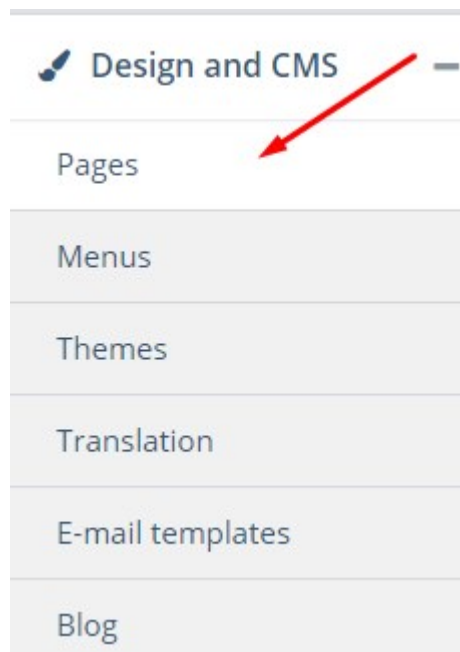 Design and CMS
Pages
Menus
Themes
Translation
E-mail templates
Blog